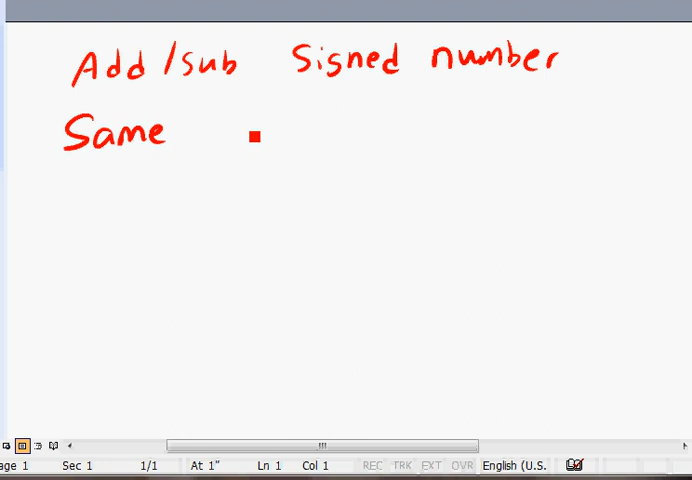 Add/sub Signed number
Same
age 1 Sec 1 1/1 At 1" Ln 1 Col 1 REC TRK EXT OVR English (U.S.